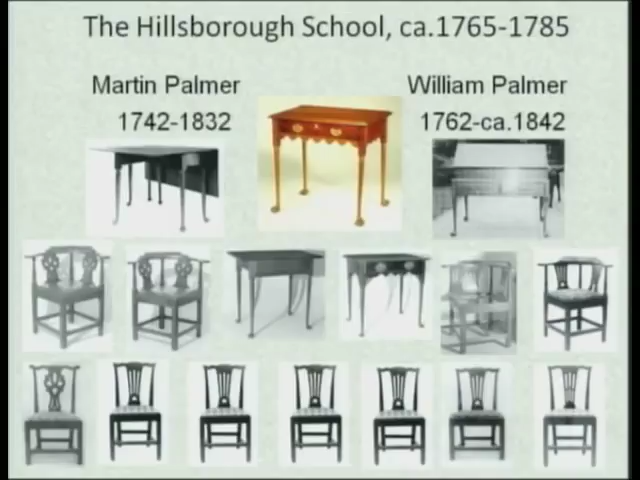 The Hillsborough School, ca.1765-1785
Martin Palmer
1742-1832
William Palmer
1762-ca.1842